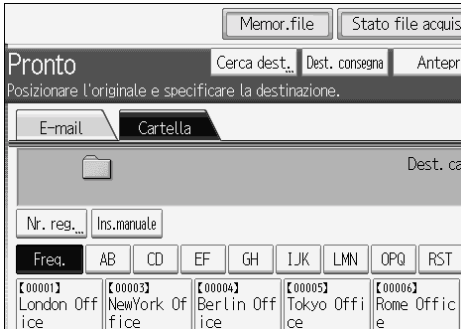 Memor.file Stato file acquis
Pronto Cerca dest. Dest. consegna Antepr
Posizionare l'originale e specificare la destinazione.
E-mail Cartella
Dest. ca
Nr. reg. Ins.manuale
Freq. AB CD EF GH IJK LMN OPQ RST
【00001】 【00003】 【00004】 【00005】 【00006】
London Off NewYork Of Berlin Off Tokyo Offi Rome Offic
ice fice ice ce e